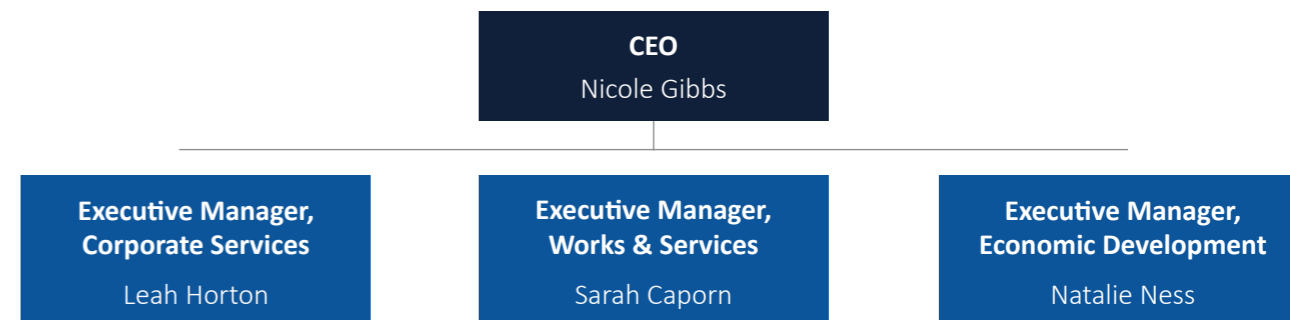 CEO
Nicole Gibbs
Executive Manager,
Corporate Services
Leah Horton
Executive Manager,
Works & Services
Sarah Caporn
Executive Manager,
Economic Development
Natalie Ness